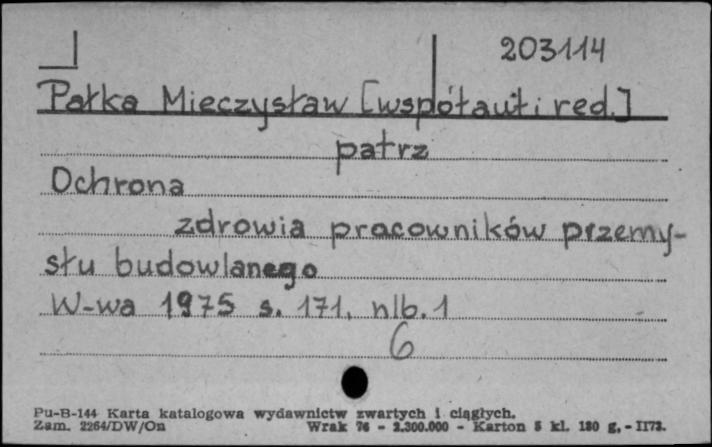 203114
Pałka Mieczysław [współaut. i red.]
patrz
Ochrona
zdrowia pracowników przemy-
słu budowlanego
W-wa 1975 s. 171, nlb. 1
6
Pu-B-144 Karta katalogowa wydawnictw zwartych i ciągłych.
Zam. 2264/DW/On Wrak 76 - 2.300.000 - Karton 5 kl. 180 g. - II73.